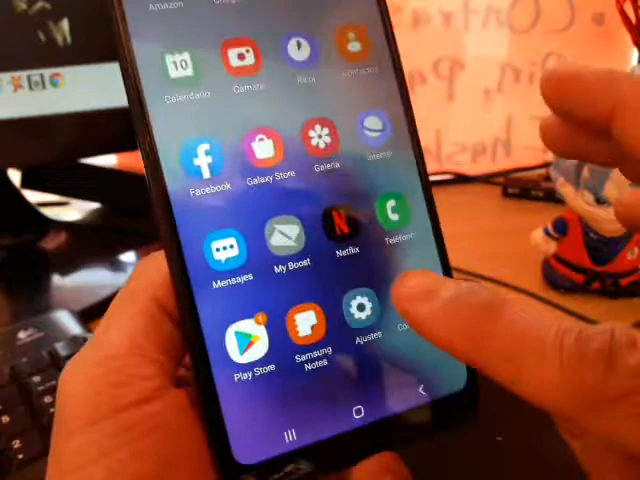 Amazon
10
Calendario
Cámara
Reloj
Contactos
Facebook
Galaxy Store
Galería
Internet
Mensajes
My Boost
N
Netflix
Teléfono
1
Play Store
Samsung
Notes
Ajustes